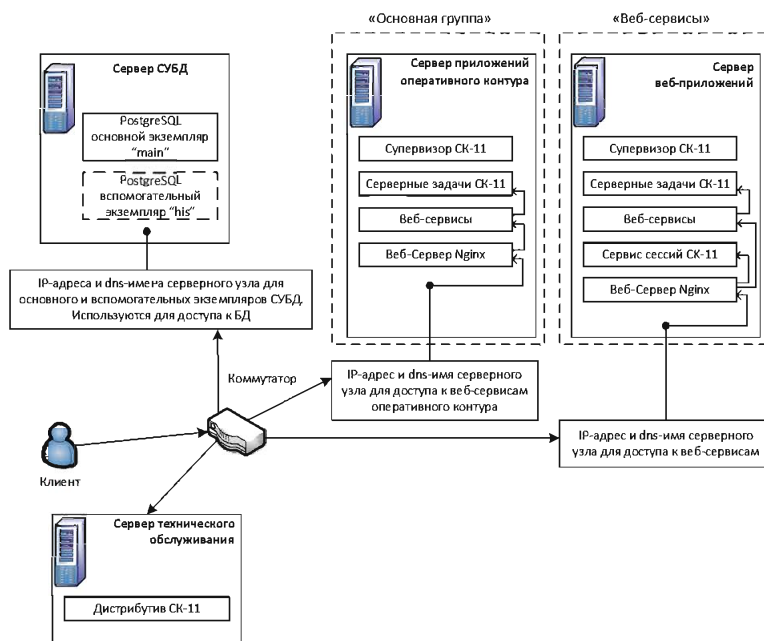 «Основная группа»
«Веб-сервисы»
Сервер СУБД
PostgreSQL
основной экземпляр
"main"
PostgreSQL
вспомогательный
экземпляр "his"
Сервер приложений
оперативного контура
Супервизор СК-11
Серверные задачи СК-11
Веб-сервисы
Веб-Сервер Nginx
Сервер
веб-приложений
Супервизор СК-11
Серверные задачи СК-11
Веб-сервисы
Сервис сессий СК-11
Веб-Сервер Nginx
IP-адреса и dns-имена серверного узла для
основного и вспомогательных экземпляров СУБД.
Используются для доступа к БД
Коммутатор
IP-адрес и dns-имя серверного
узла для доступа к веб-сервисам
оперативного контура
IP-адрес и dns-имя серверного
узла для доступа к веб-сервисам
Клиент
Сервер технического
обслуживания
Дистрибутив СК-11